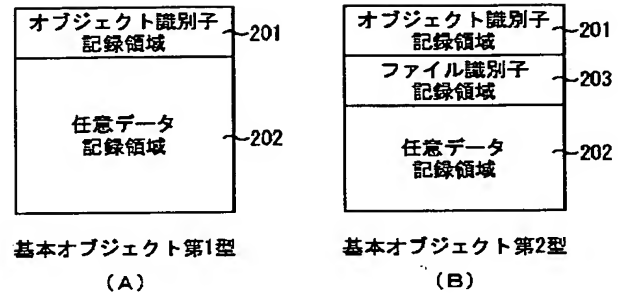 オブジェクト識別子
記録領域
201
任意データ
記録領域
202
基本オブジェクト第1型
(A)
オブジェクト識別子
記録領域
201
ファイル識別子
記録領域
203
任意データ
記録領域
202
基本オブジェクト第2型
(B)